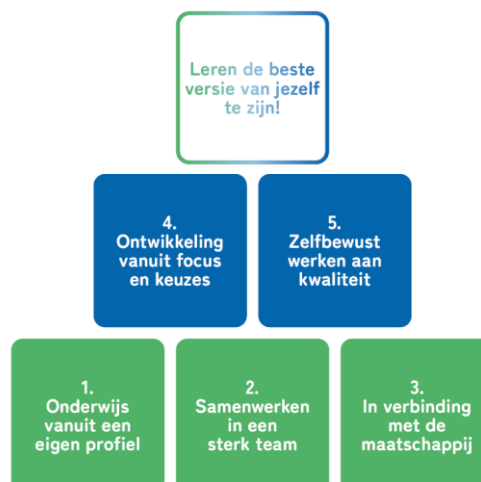 Leren de beste
versie van jezelf
te zijn!
4.
Ontwikkeling
vanuit focus
en keuzes
5.
Zelfbewust
werken aan
kwaliteit
1.
Onderwijs
vanuit een
eigen profiel
2.
Samenwerken
in een
sterk team
3.
In verbinding
met de
maatschappij